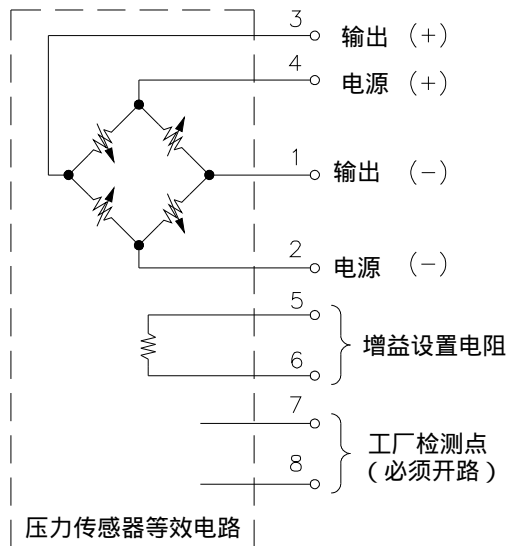 3 输出 (+)
4 电源 (+)
1 输出 (-)
2 电源 (-)
5
增益设置电阻
6
7
工厂检测点
(必须开路)
8
压力传感器等效电路